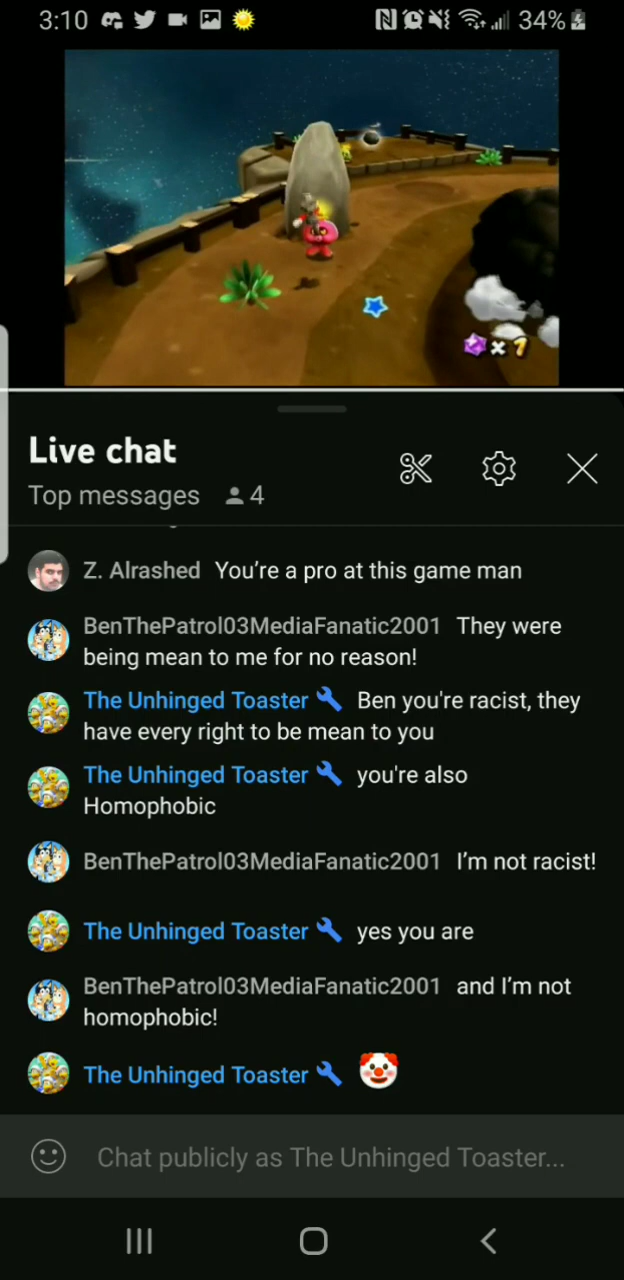 3:10
34%
x 1
Live chat
Top messages 4
Z. Alrashed You're a pro at this game man
BenThePatrol03MediaFanatic2001 They were
being mean to me for no reason!
The Unhinged Toaster Ben you're racist, they
have every right to be mean to you
The Unhinged Toaster you're also
Homophobic
BenThePatrol03MediaFanatic2001 I'm not racist!
The Unhinged Toaster yes you are
BenThePatrol03MediaFanatic2001 and I'm not
homophobic!
The Unhinged Toaster 🤡
Chat publicly as The Unhinged Toaster...